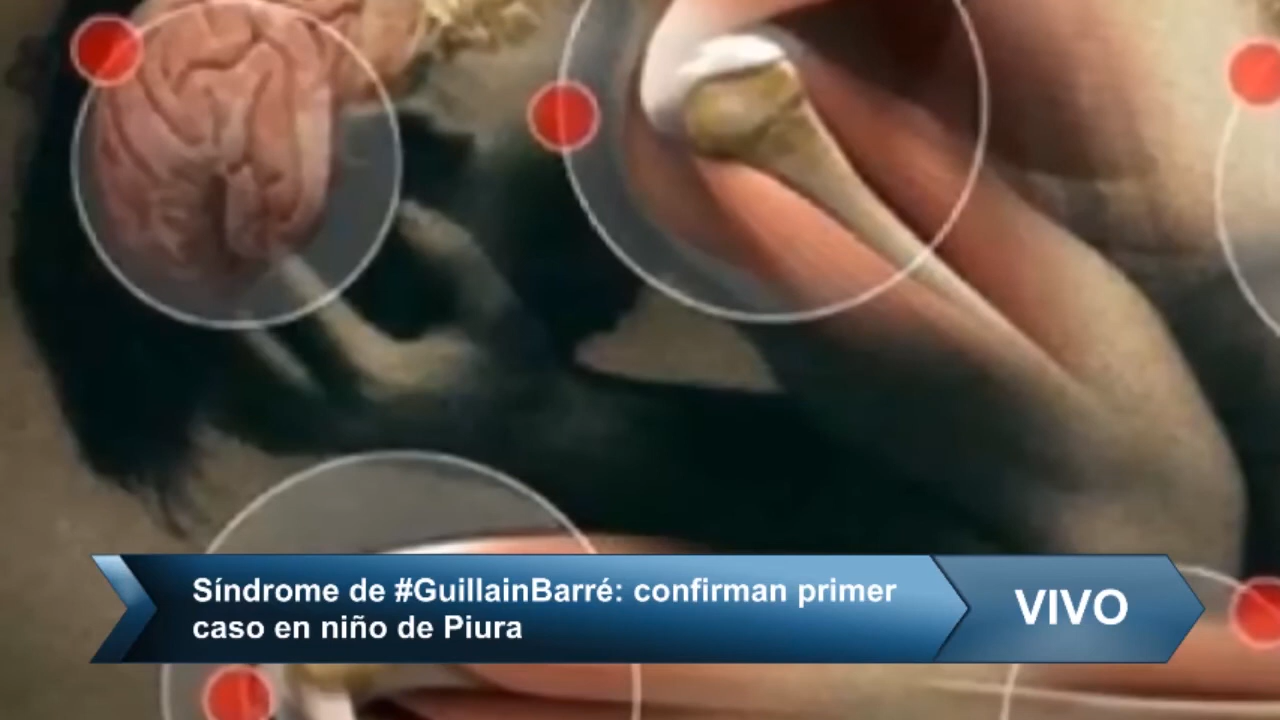 Síndrome de #GuillainBarré: confirman primer
caso en niño de Piura
VIVO